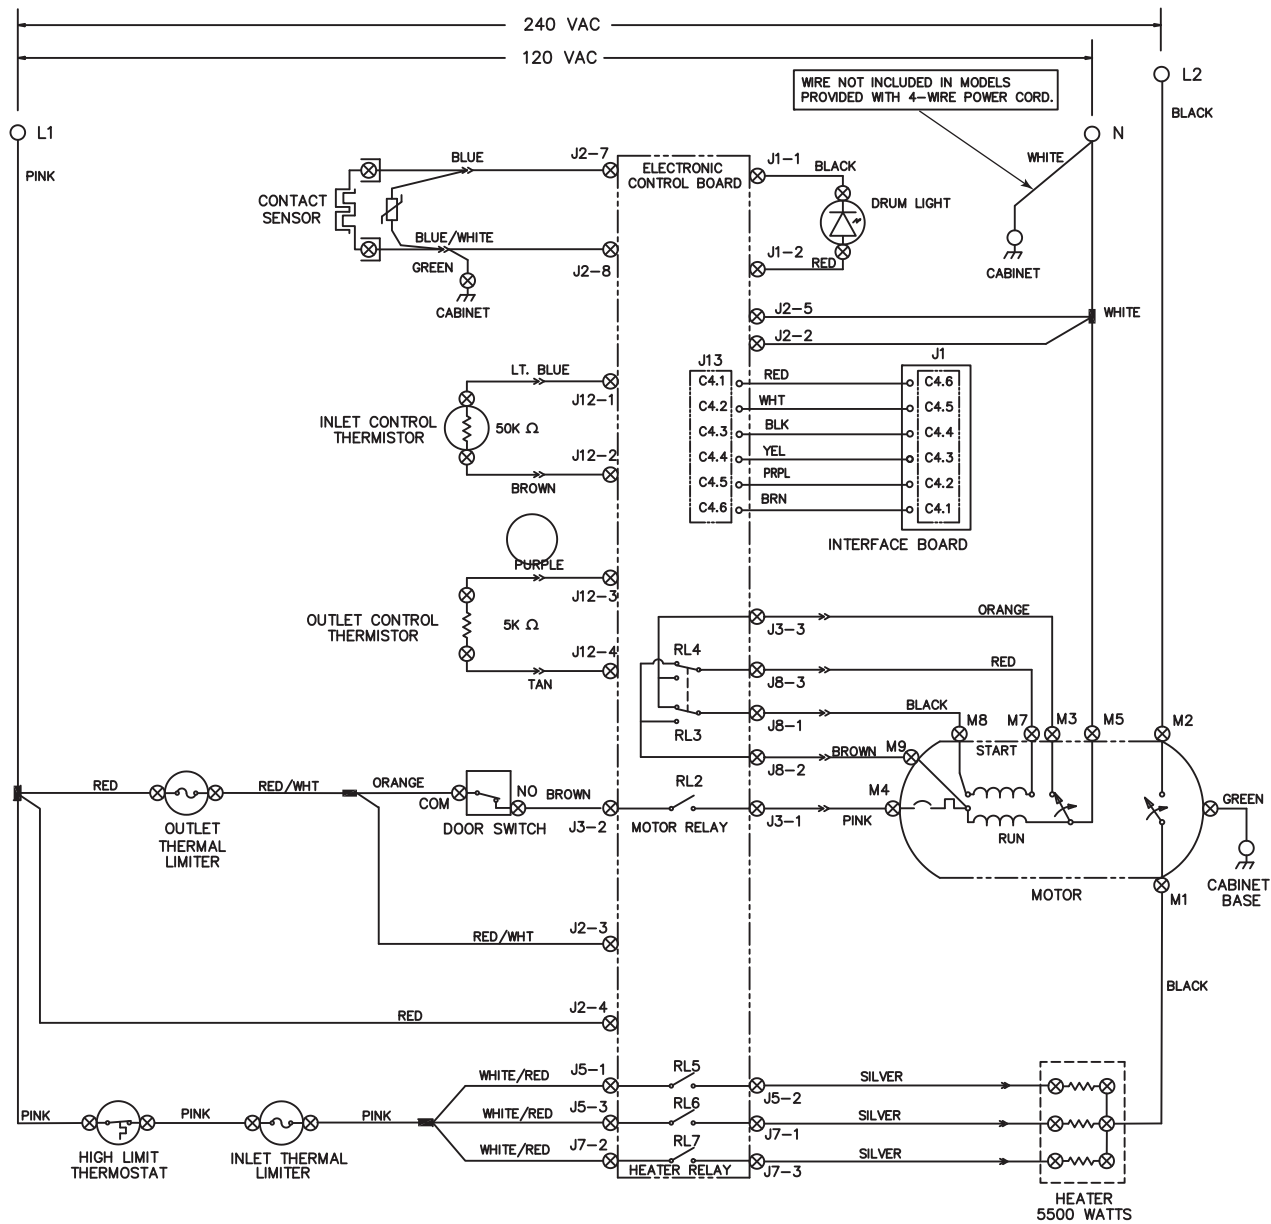 240 VAC
120 VAC
WIRE NOT INCLUDED IN MODELS
PROVIDED WITH 4-WIRE POWER CORD.
L2
BLACK
L1
PINK
N
WHITE
CABINET
WHITE
BLUE
J2-7
CONTACT
SENSOR
BLUE/WHITE
GREEN
J2-8
CABINET
ELECTRONIC
CONTROL BOARD
J1-1
BLACK
DRUM LIGHT
J1-2
RED
J2-5
J2-2
J13
J1
C4.1
RED
C4.6
C4.2
WHT
C4.5
C4.3
BLK
C4.4
C4.4
YEL
C4.3
C4.5
PRPL
C4.2
C4.6
BRN
C4.1
INTERFACE BOARD
LT. BLUE
J12-1
INLET CONTROL
THERMISTOR
50K Ω
J12-2
BROWN
PURPLE
J12-3
OUTLET CONTROL
THERMISTOR
5K Ω
J12-4
TAN
ORANGE
J3-3
RL4
RED
J8-3
BLACK
J8-1
RL3
BROWN
J8-2
M9
M8
M7
M3
M5
M2
START
RED
OUTLET
THERMAL
LIMITER
RED/WHT
ORANGE
COM
NO
DOOR SWITCH
BROWN
J3-2
RL2
MOTOR RELAY
J3-1
PINK
M4
RUN
MOTOR
GREEN
CABINET
BASE
M1
BLACK
RED/WHT
J2-3
RED
J2-4
PINK
HIGH LIMIT
THERMOSTAT
PINK
INLET THERMAL
LIMITER
PINK
WHITE/RED
J5-1
RL5
J5-2
SILVER
WHITE/RED
J5-3
RL6
J7-1
SILVER
WHITE/RED
J7-2
RL7
J7-3
SILVER
HEATER RELAY
HEATER
5500 WATTS